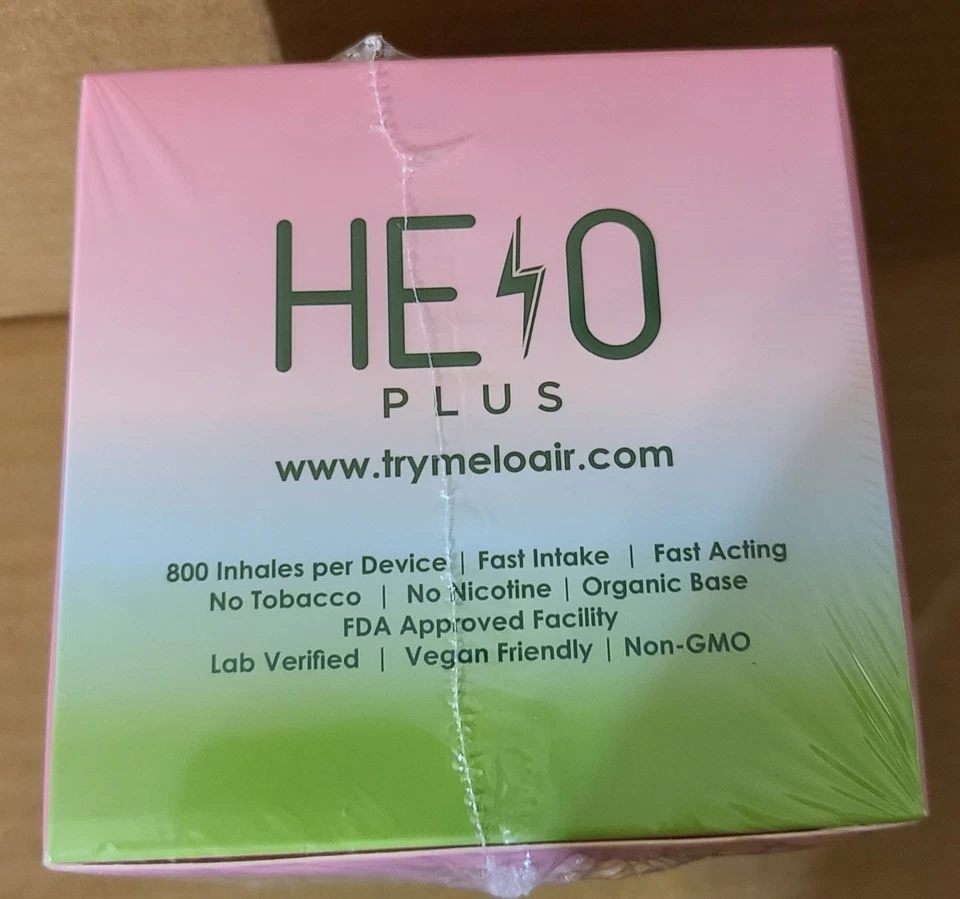 HELO
PLUS
www.trymeloair.com
800 Inhales per Device | Fast Intake | Fast Acting
No Tobacco | No Nicotine | Organic Base
FDA Approved Facility
Lab Verified | Vegan Friendly | Non-GMO